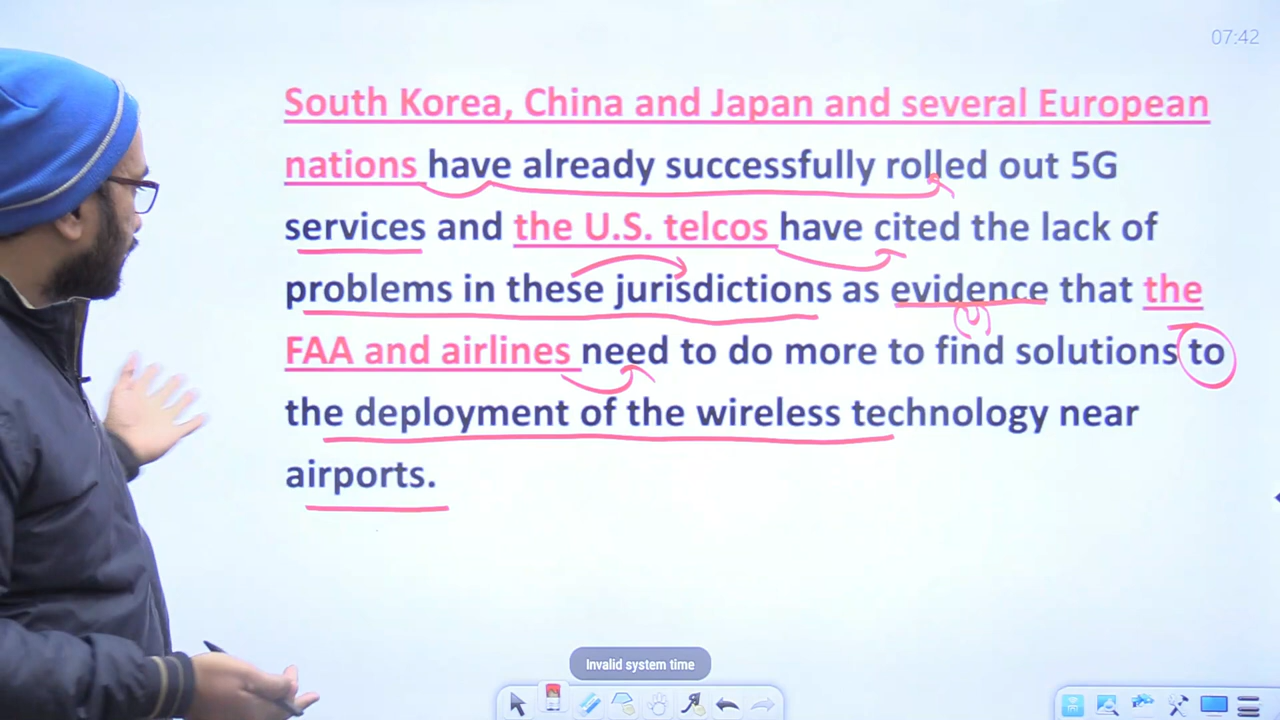 07:42
South Korea, China and Japan and several European
nations have already successfully rolled out 5G
services and the U.S. telcos have cited the lack of
problems in these jurisdictions as evidence that the
FAA and airlines need to do more to find solutions to
the deployment of the wireless technology near
airports.
Invalid system time